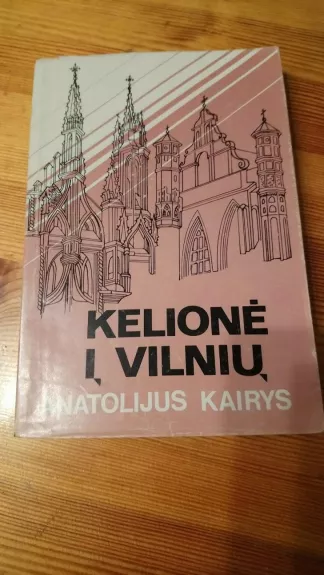 KELIONĖ
Į VILNIŲ
ANATOLIJUS KAIRYS